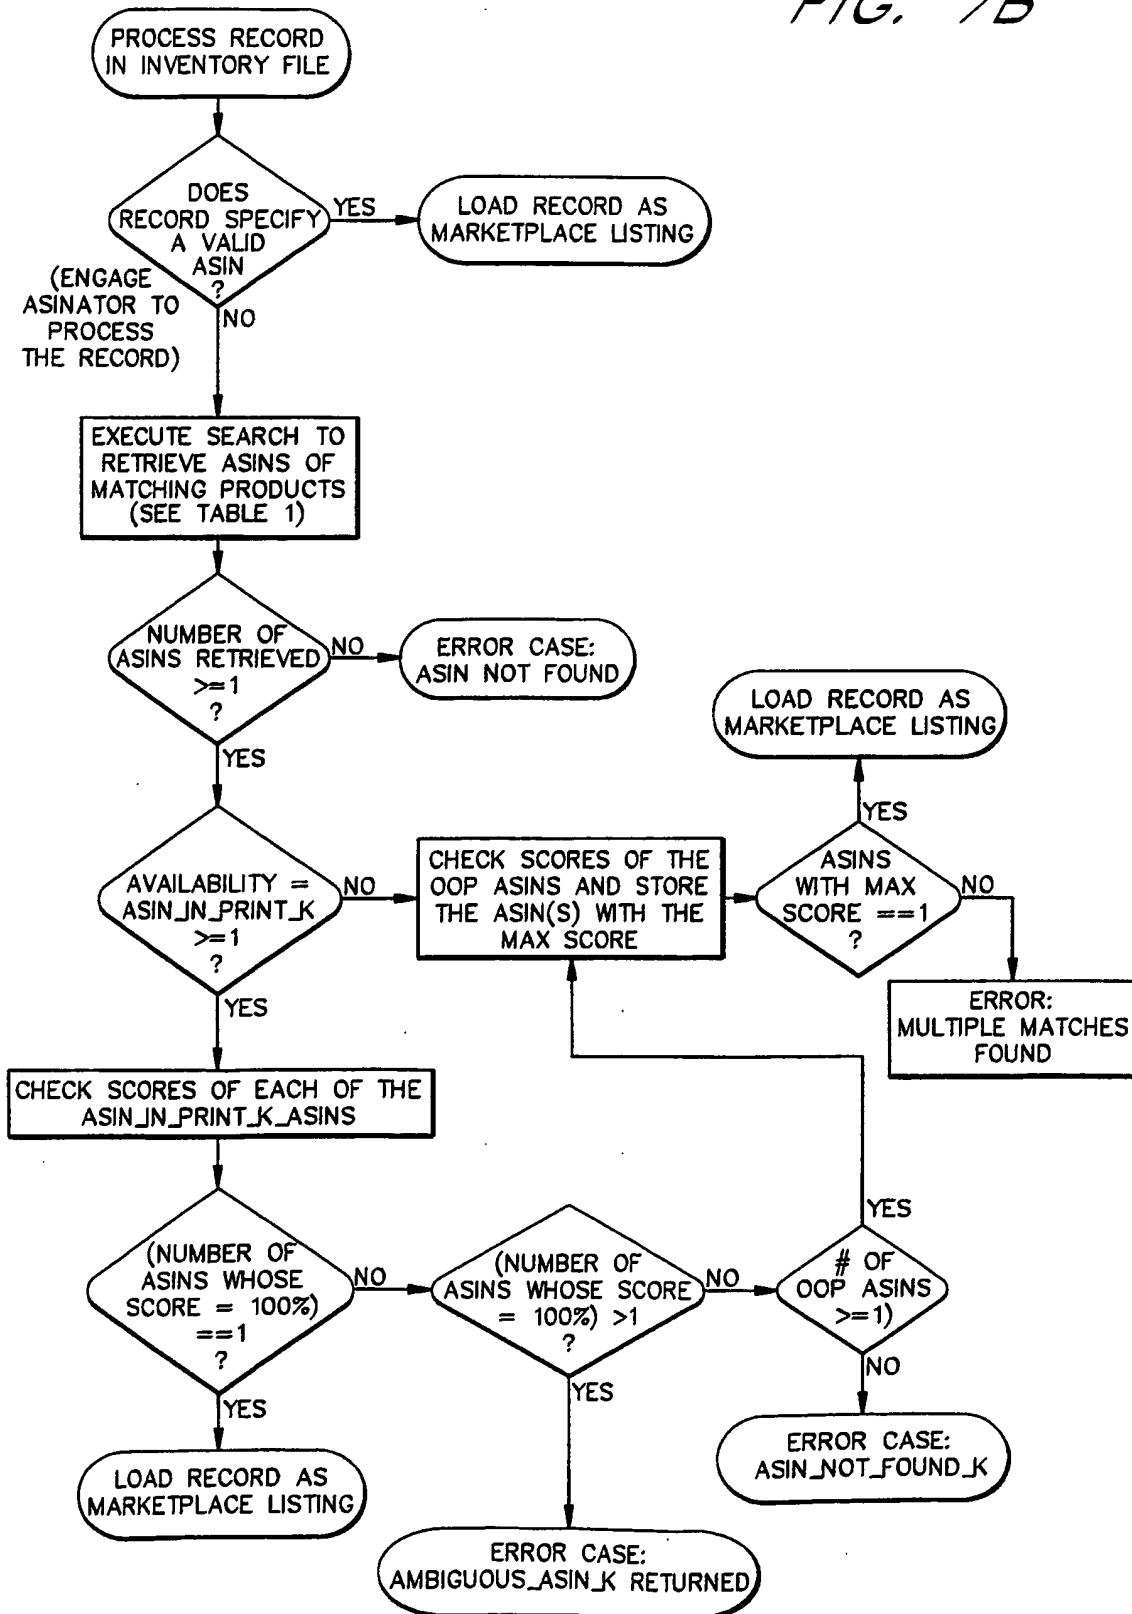 FIG. 7B
PROCESS RECORD
IN INVENTORY FILE
DOES
RECORD SPECIFY
A VALID
ASIN
?
YES
LOAD RECORD AS
MARKETPLACE LISTING
(ENGAGE
ASINATOR TO
PROCESS
THE RECORD)
NO
EXECUTE SEARCH TO
RETRIEVE ASINS OF
MATCHING PRODUCTS
(SEE TABLE 1)
NUMBER OF
ASINS RETRIEVED
>=1
?
NO
ERROR CASE:
ASIN NOT FOUND
YES
LOAD RECORD AS
MARKETPLACE LISTING
YES
AVAILABILITY =
ASIN_IN_PRINT_K
>=1
?
NO
CHECK SCORES OF THE
OOP ASINS AND STORE
THE ASIN(S) WITH THE
MAX SCORE
ASINS
WITH MAX
SCORE ==1
?
NO
ERROR:
MULTIPLE MATCHES
FOUND
YES
CHECK SCORES OF EACH OF THE
ASIN_IN_PRINT_K_ASINS
(NUMBER OF
ASINS WHOSE
SCORE = 100%)
==1
?
NO
(NUMBER OF
ASINS WHOSE SCORE
= 100%) >1
?
NO
YES
# OF
OOP ASINS
>=1)
NO
YES
YES
ERROR CASE:
ASIN_NOT_FOUND_K
LOAD RECORD AS
MARKETPLACE LISTING
ERROR CASE:
AMBIGUOUS_ASIN_K RETURNED